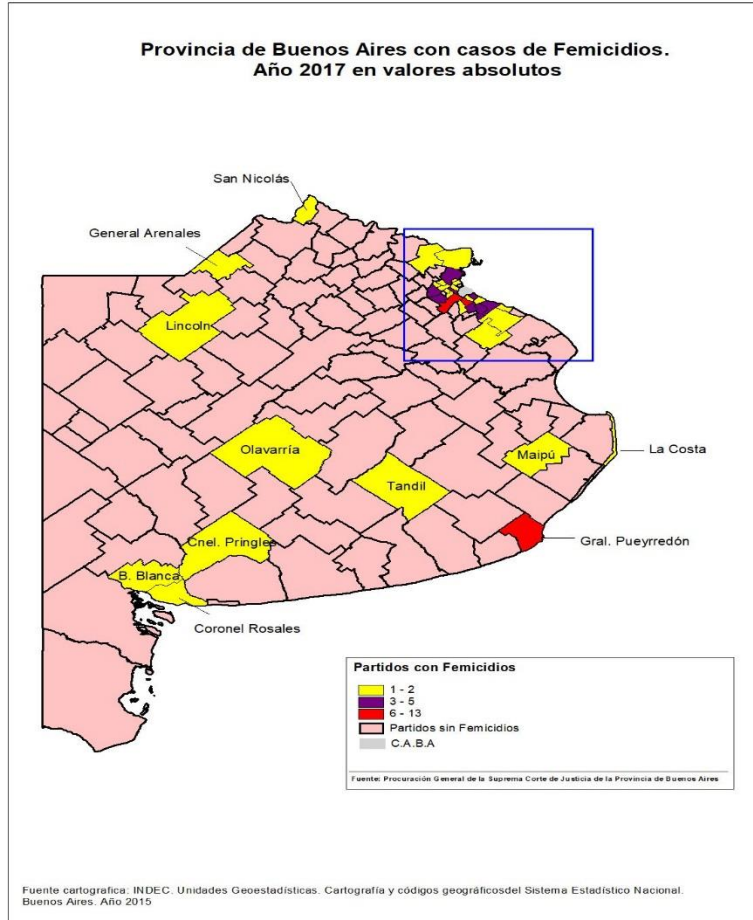 Provincia de Buenos Aires con casos de Femicidios.
Año 2017 en valores absolutos
San Nicolás
General Arenales
Lincoln
Olavarría
Maipú
La Costa
Tandil
Gral. Pueyrredón
Cnel. Pringles
B. Blanca
Coronel Rosales
Partidos con Femicidios
1 - 2
3 - 5
6 - 13
Partidos sin Femicidios
C.A.B.A
Fuente: Procuración General de la Suprema Corte de Justicia de la Provincia de Buenos Aires
Fuente cartografica: INDEC. Unidades Geoestadísticas. Cartografía y códigos geográficosdel Sistema Estadístico Nacional.
Buenos Aires. Año 2015